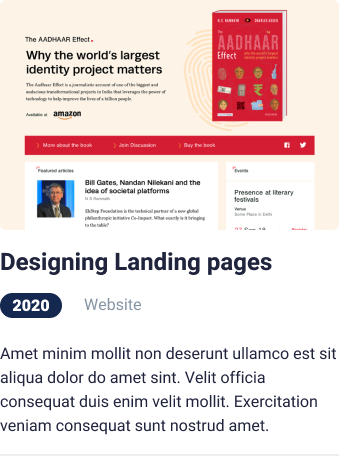 The AADHAAR Effect.
Why the world's largest
identity project matters
The Aadhaar Effect is a journalistic account of one of the biggest and
audacious transformational projects in India that leverages the power of
technology to help improve the lives of a billion people.
Available at amazon
N S RAMNATH CHARLES ASSISI
The
AADHAAR
Effect why the world's largest
identity project matters
More about the book Join Discussion Buy the book
Featured articles
Bill Gates, Nandan Nilekani and the
idea of societal platforms
N S Ramnath
EkStep Foundation is the technical partner of a new global
philanthropic initiative Co-Impact. What exactly is it bringing
to the table?
Events
Presence at literary
festivals
Venue
Some Place in Delhi
Designing Landing pages
2020 Website
Amet minim mollit non deserunt ullamco est sit
aliqua dolor do amet sint. Velit officia
consequat duis enim velit mollit. Exercitation
veniam consequat sunt nostrud amet.